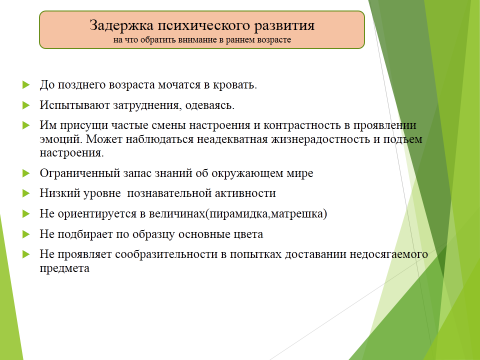 Задержка психического развития
на что обратить внимание в раннем возрасте
До позднего возраста мочатся в кровать.
Испытывают затруднения, одеваясь.
Им присущи частые смены настроения и контрастность в проявлении
эмоций. Может наблюдаться неадекватная жизнерадостность и подъем
настроения.
Ограниченный запас знаний об окружающем мире
Низкий уровне  познавательной активности
Не ориентируется в величинах(пирамидка,матрешка)
Не подбирает по образцу основные цвета
Не проявляет сообразительности в попытках доставании недосягаемого
предмета